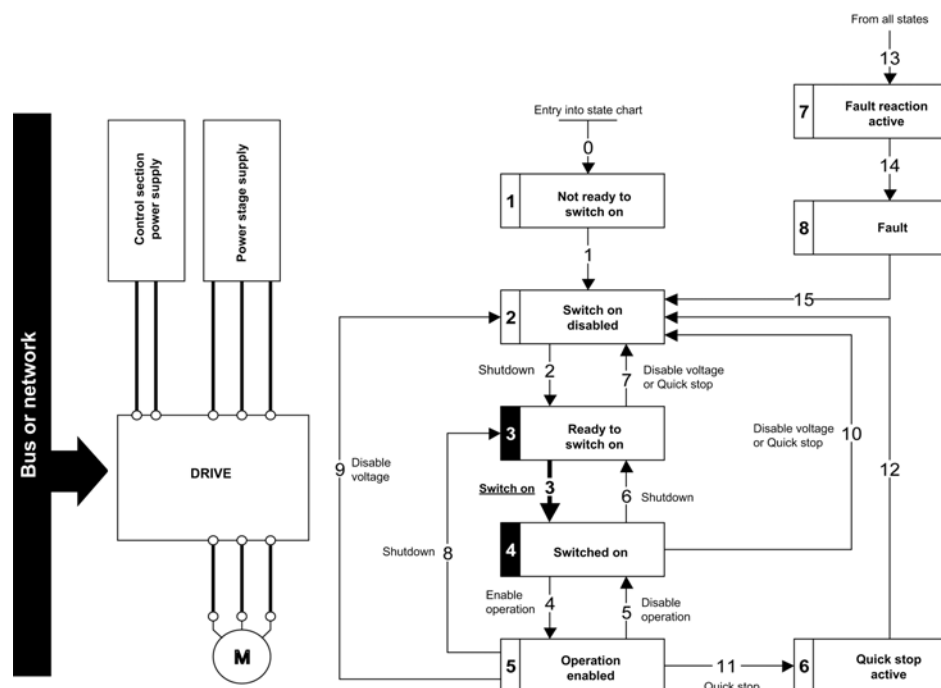 Bus or network
Control section
power supply
Power stage supply
DRIVE
M
From all states
13
7
Fault reaction
active
14
8
Fault
15
Entry into state chart
0
1
Not ready to
switch on
1
2
Switch on
disabled
Shutdown
2
7
Disable voltage
or Quick stop
3
Ready to
switch on
Switch on
3
6
Shutdown
4
Switched on
Disable voltage
or Quick stop
10
12
9
Disable
voltage
Shutdown
8
Enable
operation
4
5
Disable
operation
5
Operation
enabled
11
Quick stop
6
Quick stop
active